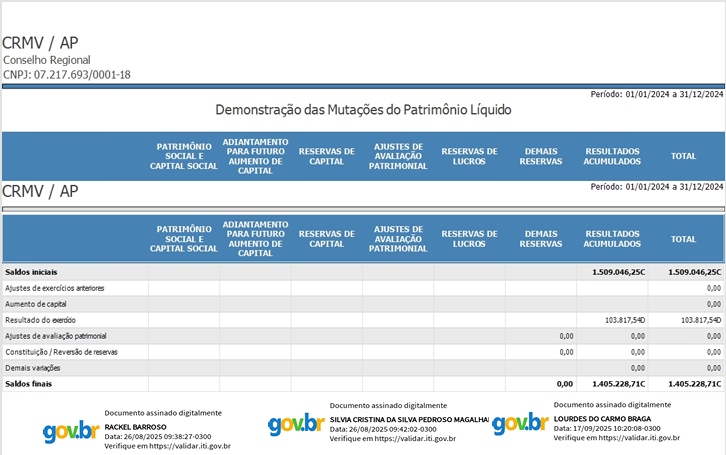 CRMV / AP
Conselho Regional
CNPJ: 07.217.693/0001-18
Período: 01/01/2024 a 31/12/2024
Demonstração das Mutações do Patrimônio Líquido
PATRIMÔNIO SOCIAL E CAPITAL SOCIAL ADIANTAMENTO PARA FUTURO AUMENTO DE CAPITAL RESERVAS DE CAPITAL AJUSTES DE AVALIAÇÃO PATRIMONIAL RESERVAS DE LUCROS DEMAIS RESERVAS RESULTADOS ACUMULADOS TOTAL
CRMV / AP
Período: 01/01/2024 a 31/12/2024
PATRIMÔNIO SOCIAL E CAPITAL SOCIAL ADIANTAMENTO PARA FUTURO AUMENTO DE CAPITAL RESERVAS DE CAPITAL AJUSTES DE AVALIAÇÃO PATRIMONIAL RESERVAS DE LUCROS DEMAIS RESERVAS RESULTADOS ACUMULADOS TOTAL
Saldos iniciais 1.509.046,25C 1.509.046,25C
Ajustes de exercícios anteriores 0,00
Aumento de capital 0,00
Resultado do exercício 103.817,54D 103.817,54D
Ajustes de avaliação patrimonial 0,00 0,00 0,00
Constituição / Reversão de reservas 0,00 0,00 0,00
Demais variações 0,00 0,00
Saldos finais 0,00 1.405.228,71C 1.405.228,71C
gov.br
Documento assinado digitalmente
RACKEL BARROSO
Data: 26/08/2025 09:38:27-0300
Verifique em https://validar.iti.gov.br
gov.br
Documento assinado digitalmente
SILVIA CRISTINA DA SILVA PEDROSO MAGALHA
Data: 26/08/2025 09:42:02-0300
Verifique em https://validar.iti.gov.br
gov.br
Documento assinado digitalmente
LOURDES DO CARMO BRAGA
Data: 17/09/2025 10:20:08-0300
Verifique em https://validar.iti.gov.br